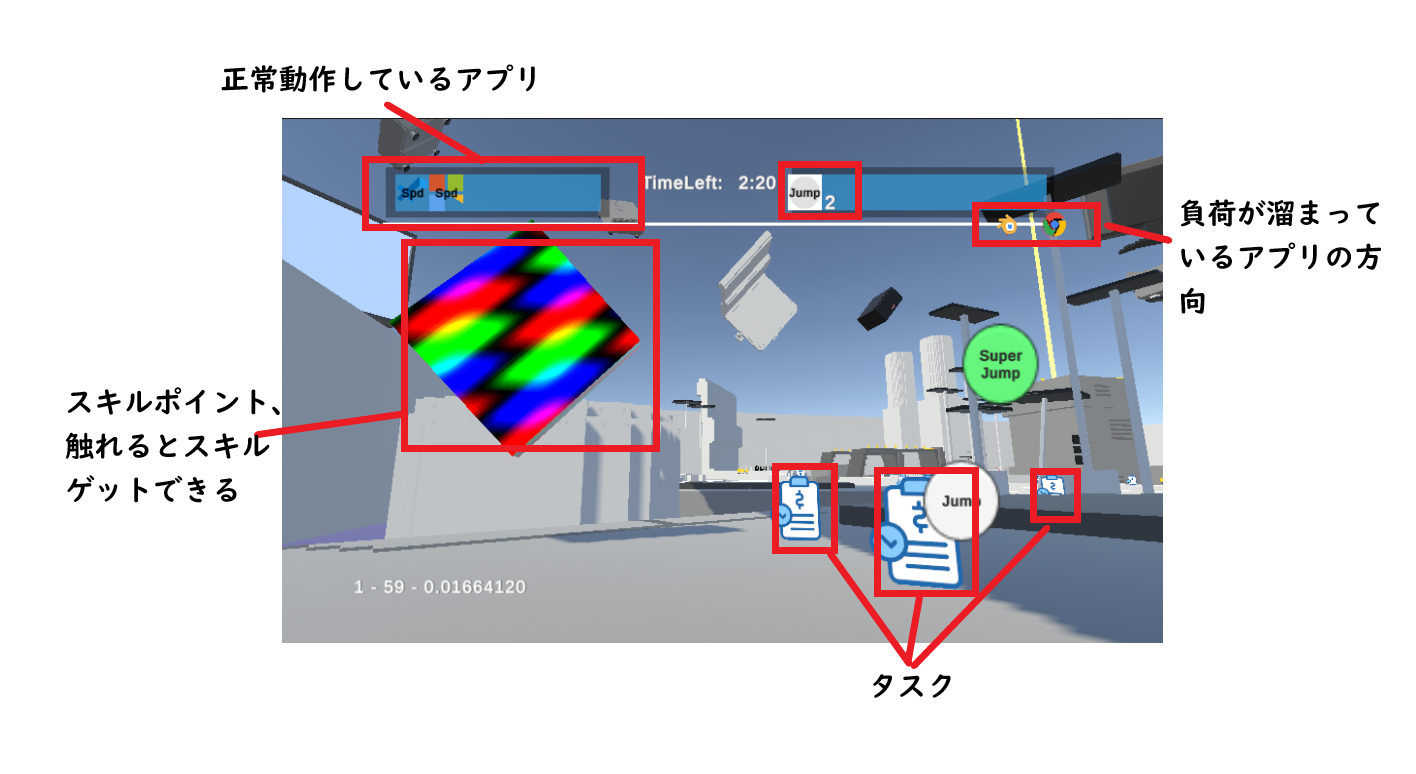 正常動作しているアプリ
Spd
Spd
TimeLeft: 2:20
Jump
2
負荷が溜まって
いるアプリの方
向
Super
Jump
スキルポイント、
触れるとスキル
ゲットできる
Jump
1 - 59 - 0.01664120
タスク